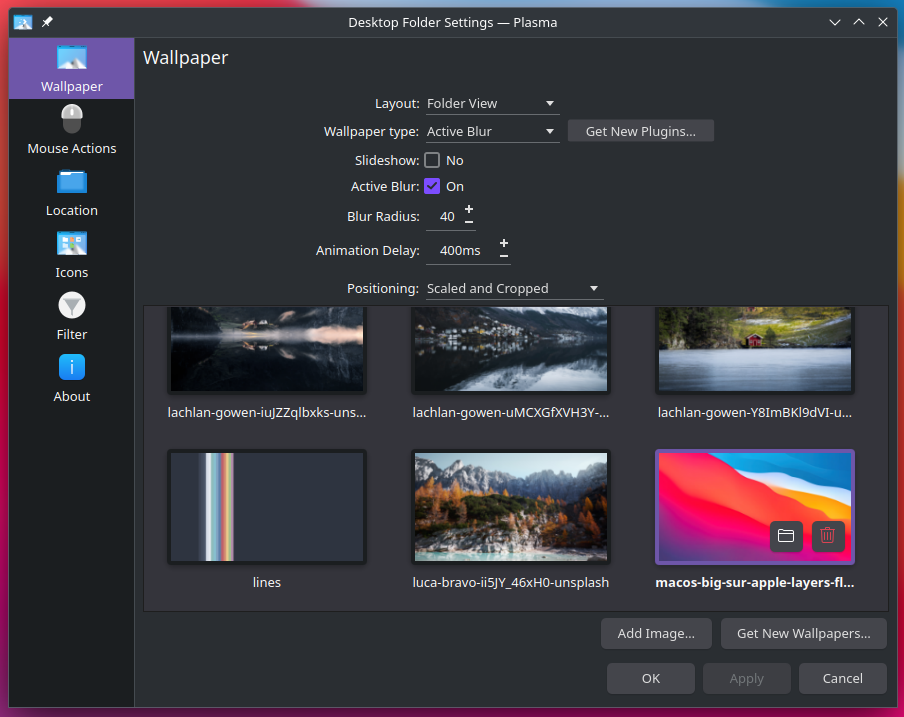 Desktop Folder Settings — Plasma
Wallpaper
Mouse Actions
Location
Icons
Filter
About
Wallpaper
Layout: Folder View
Wallpaper type: Active Blur Get New Plugins...
Slideshow: No
Active Blur: On
Blur Radius: 40 + −
Animation Delay: 400ms + −
Positioning: Scaled and Cropped
lachlan-gowen-iuJZZqlbxks-uns... lachlan-gowen-uMCXGfXVH3Y-... lachlan-gowen-Y8ImBKl9dVI-u...
lines luca-bravo-ii5JY_46xH0-unsplash macos-big-sur-apple-layers-fl...
Add Image... Get New Wallpapers...
OK Apply Cancel